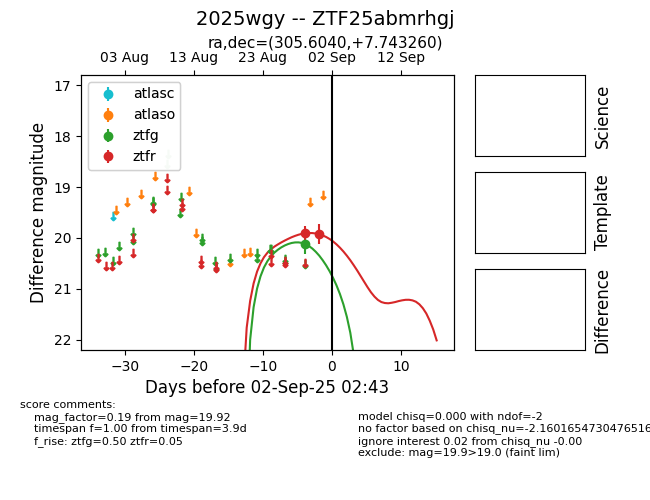 2025wgy -- ZTF25abmrhgj
ra,dec=(305.6040,+7.743260)
03 Aug 13 Aug 23 Aug 02 Sep 12 Sep
atlasc
atlaso
ztfg
ztfr
17
18
19
20
21
22
Difference magnitude
−30 −20 −10 0 10
Days before 02-Sep-25 02:43
Science
Template
Difference
score comments:
mag_factor=0.19 from mag=19.92
timespan f=1.00 from timespan=3.9d
f_rise: ztfg=0.50 ztfr=0.05
model chisq=0.000 with ndof=-2
no factor based on chisq_nu=-2.1601654730476516
ignore interest 0.02 from chisq_nu -0.00
exclude: mag=19.9>19.0 (faint lim)